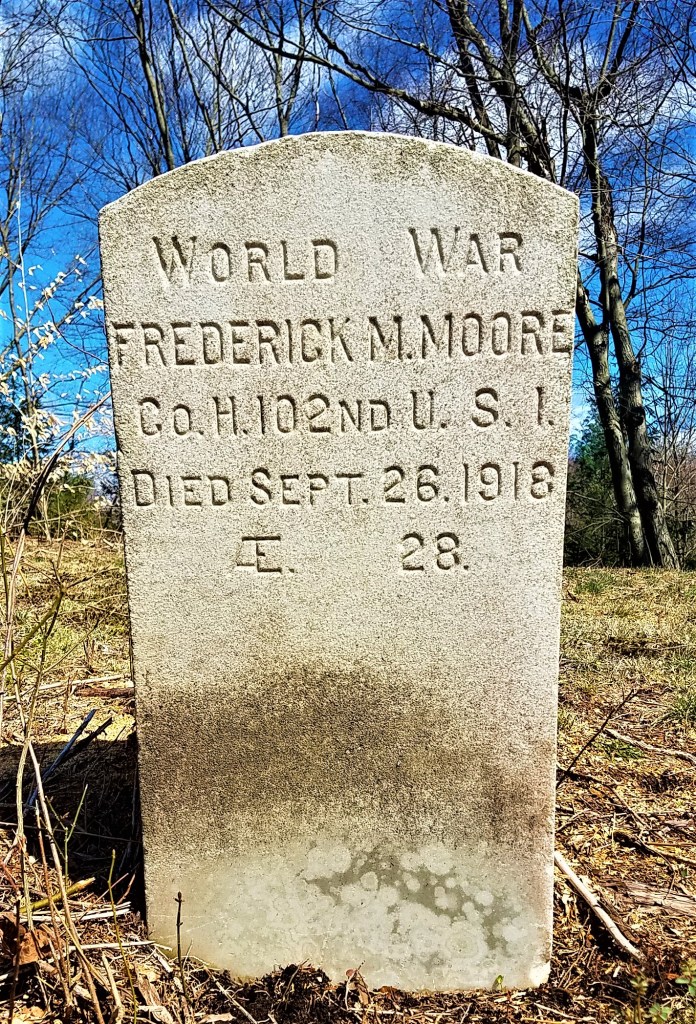 WORLD WAR
FREDERICK M. MOORE
CO. H. 102ND U. S. I.
DIED SEPT. 26. 1918
Æ. 28.